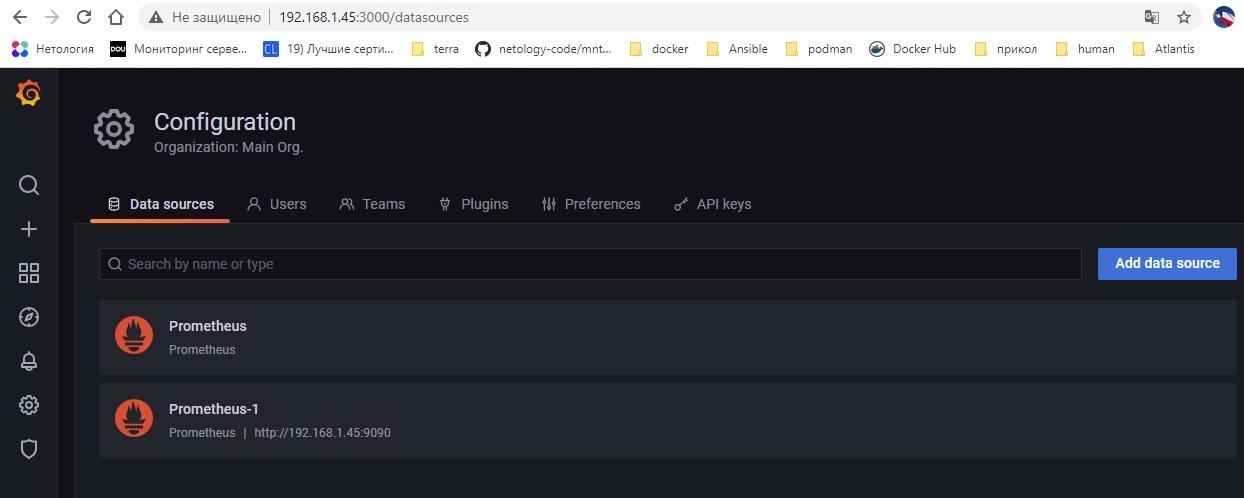 Не защищено | 192.168.1.45:3000/datasources
Нетология DOU Мониторинг серве... CL 19) Лучшие серти... terra netology-code/mnt... docker Ansible podman Docker Hub прикол human Atlantis
Configuration
Organization: Main Org.
Data sources Users Teams Plugins Preferences API keys
Search by name or type Add data source
Prometheus
Prometheus
Prometheus-1
Prometheus | http://192.168.1.45:9090